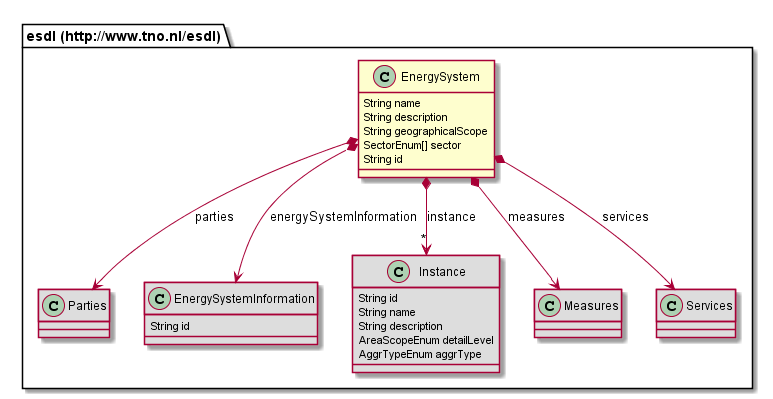 esdl (http://www.tno.nl/esdl)
C EnergySystem
String name
String description
String geographicalScope
SectorEnum[] sector
String id
parties
energySystemInformation
instance
measures
services
*
C Parties
C EnergySystemInformation
String id
C Instance
String id
String name
String description
AreaScopeEnum detailLevel
AggrTypeEnum aggrType
C Measures
C Services